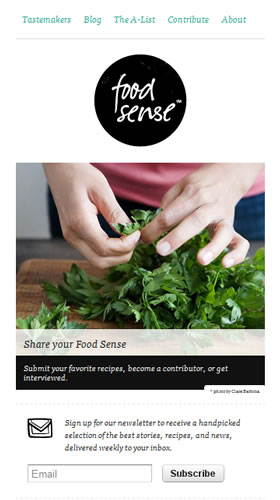 Tastemakers Blog The A-List Contribute About
food
sense™
Share your Food Sense
Submit your favorite recipes, become a contributor, or get
interviewed.
* photo by Clare Barboza
Sign up for our newsletter to receive a handpicked
selection of the best stories, recipes, and news,
delivered weekly to your inbox.
Email
Subscribe